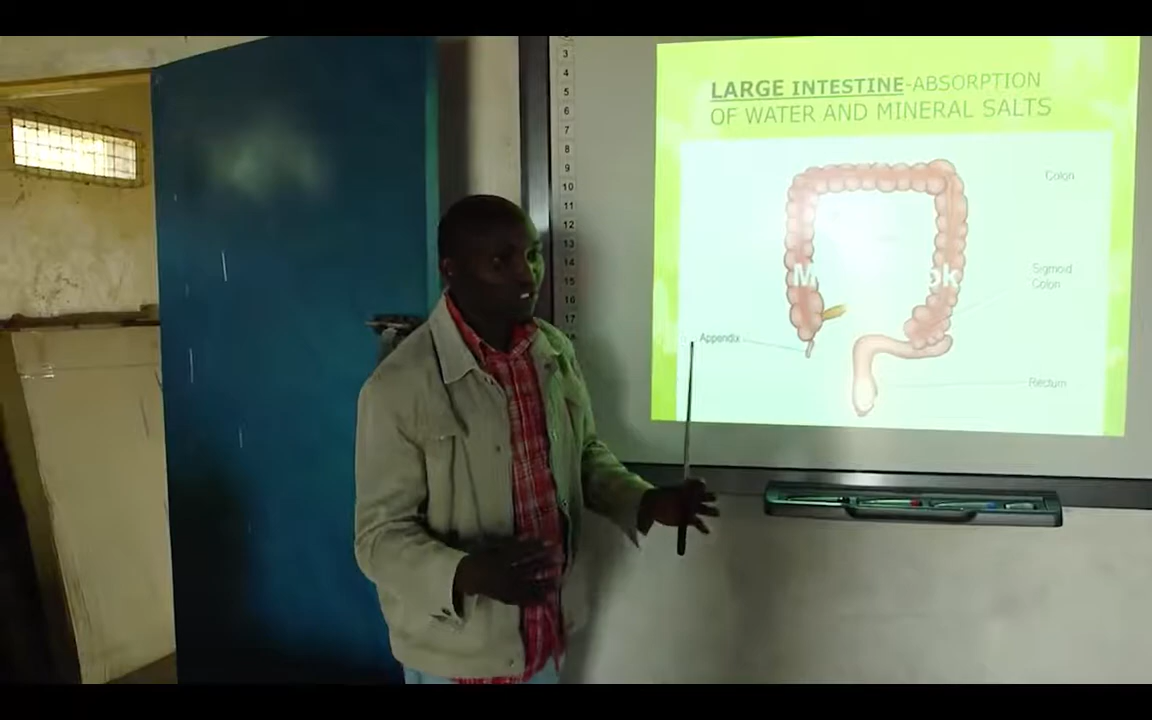 3
4
5
6
7
8
9
10
11
12
13
14
15
16
17
LARGE INTESTINE-ABSORPTION
OF WATER AND MINERAL SALTS
Colon
Sigmoid
Colon
Appendix
Rectum